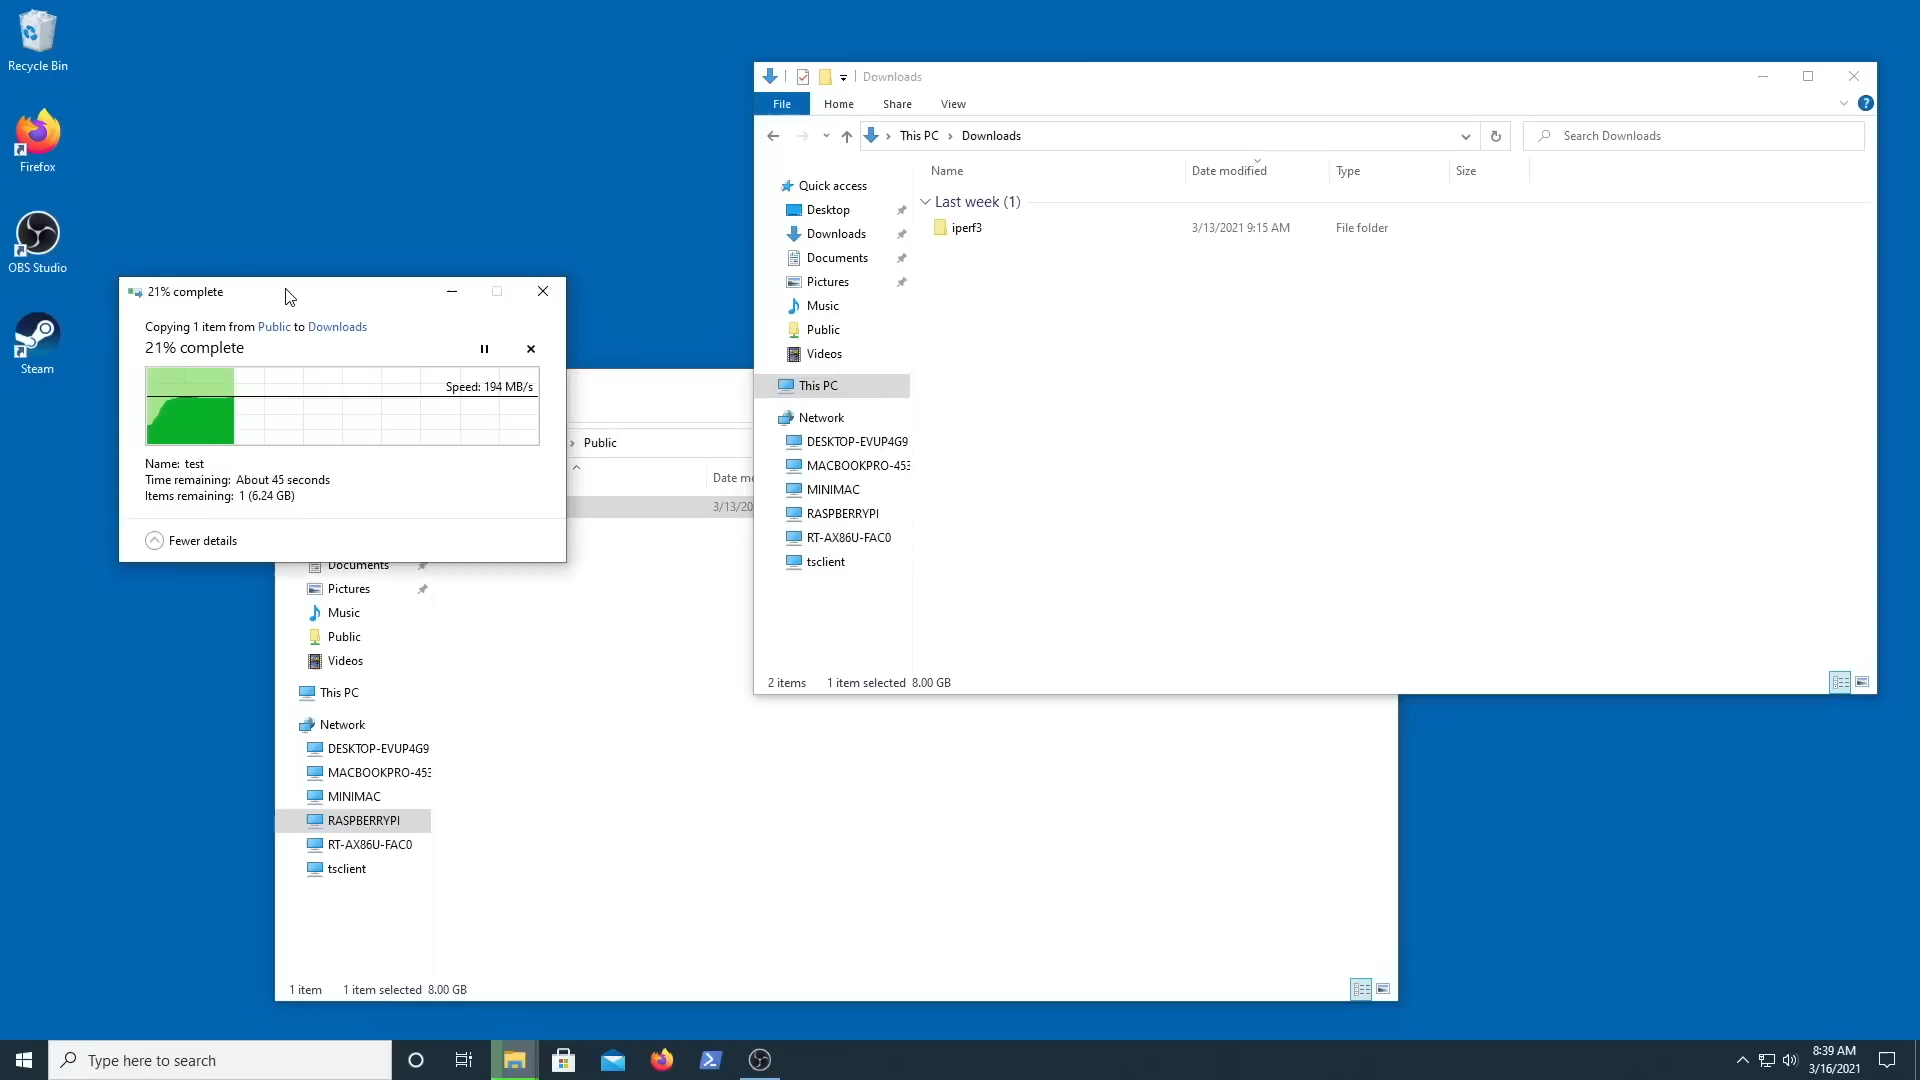 Recycle Bin
Firefox
OBS Studio
Steam
21% complete
Copying 1 item from Public to Downloads
21% complete
Speed: 194 MB/s
Name: test
Time remaining: About 45 seconds
Items remaining: 1 (6.24 GB)
Fewer details
Downloads
File Home Share View
This PC Downloads
Search Downloads
Name Date modified Type Size
Quick access
Desktop
Downloads
Documents
Pictures
Music
Public
Videos
This PC
Network
DESKTOP-EVUP4G9
MACBOOKPRO-453
MINIMAC
RASPBERRYPI
RT-AX86U-FAC0
tsclient
Last week (1)
iperf3 3/13/2021 9:15 AM File folder
2 items 1 item selected 8.00 GB
Public
Date mo
3/13/20
Documents
Pictures
Music
Public
Videos
This PC
Network
DESKTOP-EVUP4G9
MACBOOKPRO-453
MINIMAC
RASPBERRYPI
RT-AX86U-FAC0
tsclient
1 item 1 item selected 8.00 GB
Type here to search
8:39 AM
3/16/2021